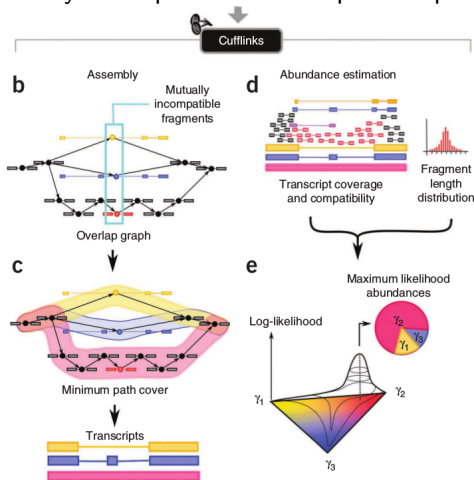 Cufflinks
b
Assembly
Mutually
incompatible
fragments
Overlap graph
c
Minimum path cover
Transcripts
d
Abundance estimation
Transcript coverage
and compatibility
Fragment
length
distribution
e
Maximum likelihood
abundances
Log-likelihood
γ2
γ3
γ1
γ1
γ2
γ3